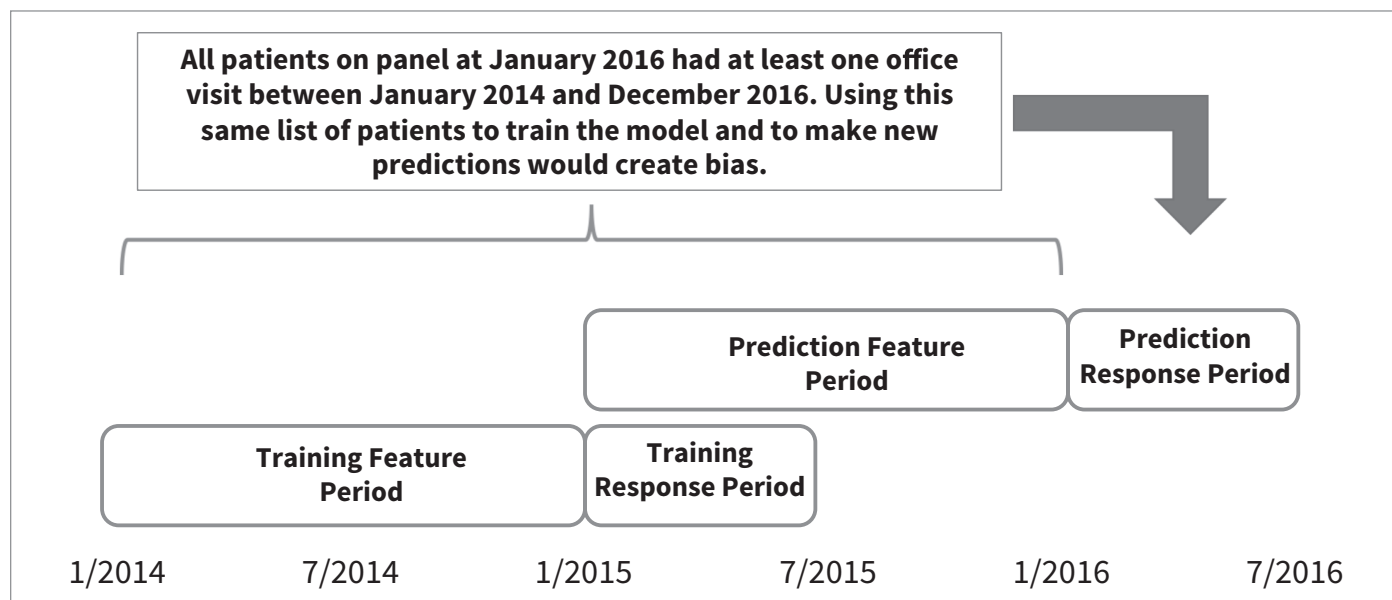 All patients on panel at January 2016 had at least one office
visit between January 2014 and December 2016. Using this
same list of patients to train the model and to make new
predictions would create bias.
Prediction Feature
Period
Prediction
Response Period
Training Feature
Period
Training
Response Period
1/2014 7/2014 1/2015 7/2015 1/2016 7/2016